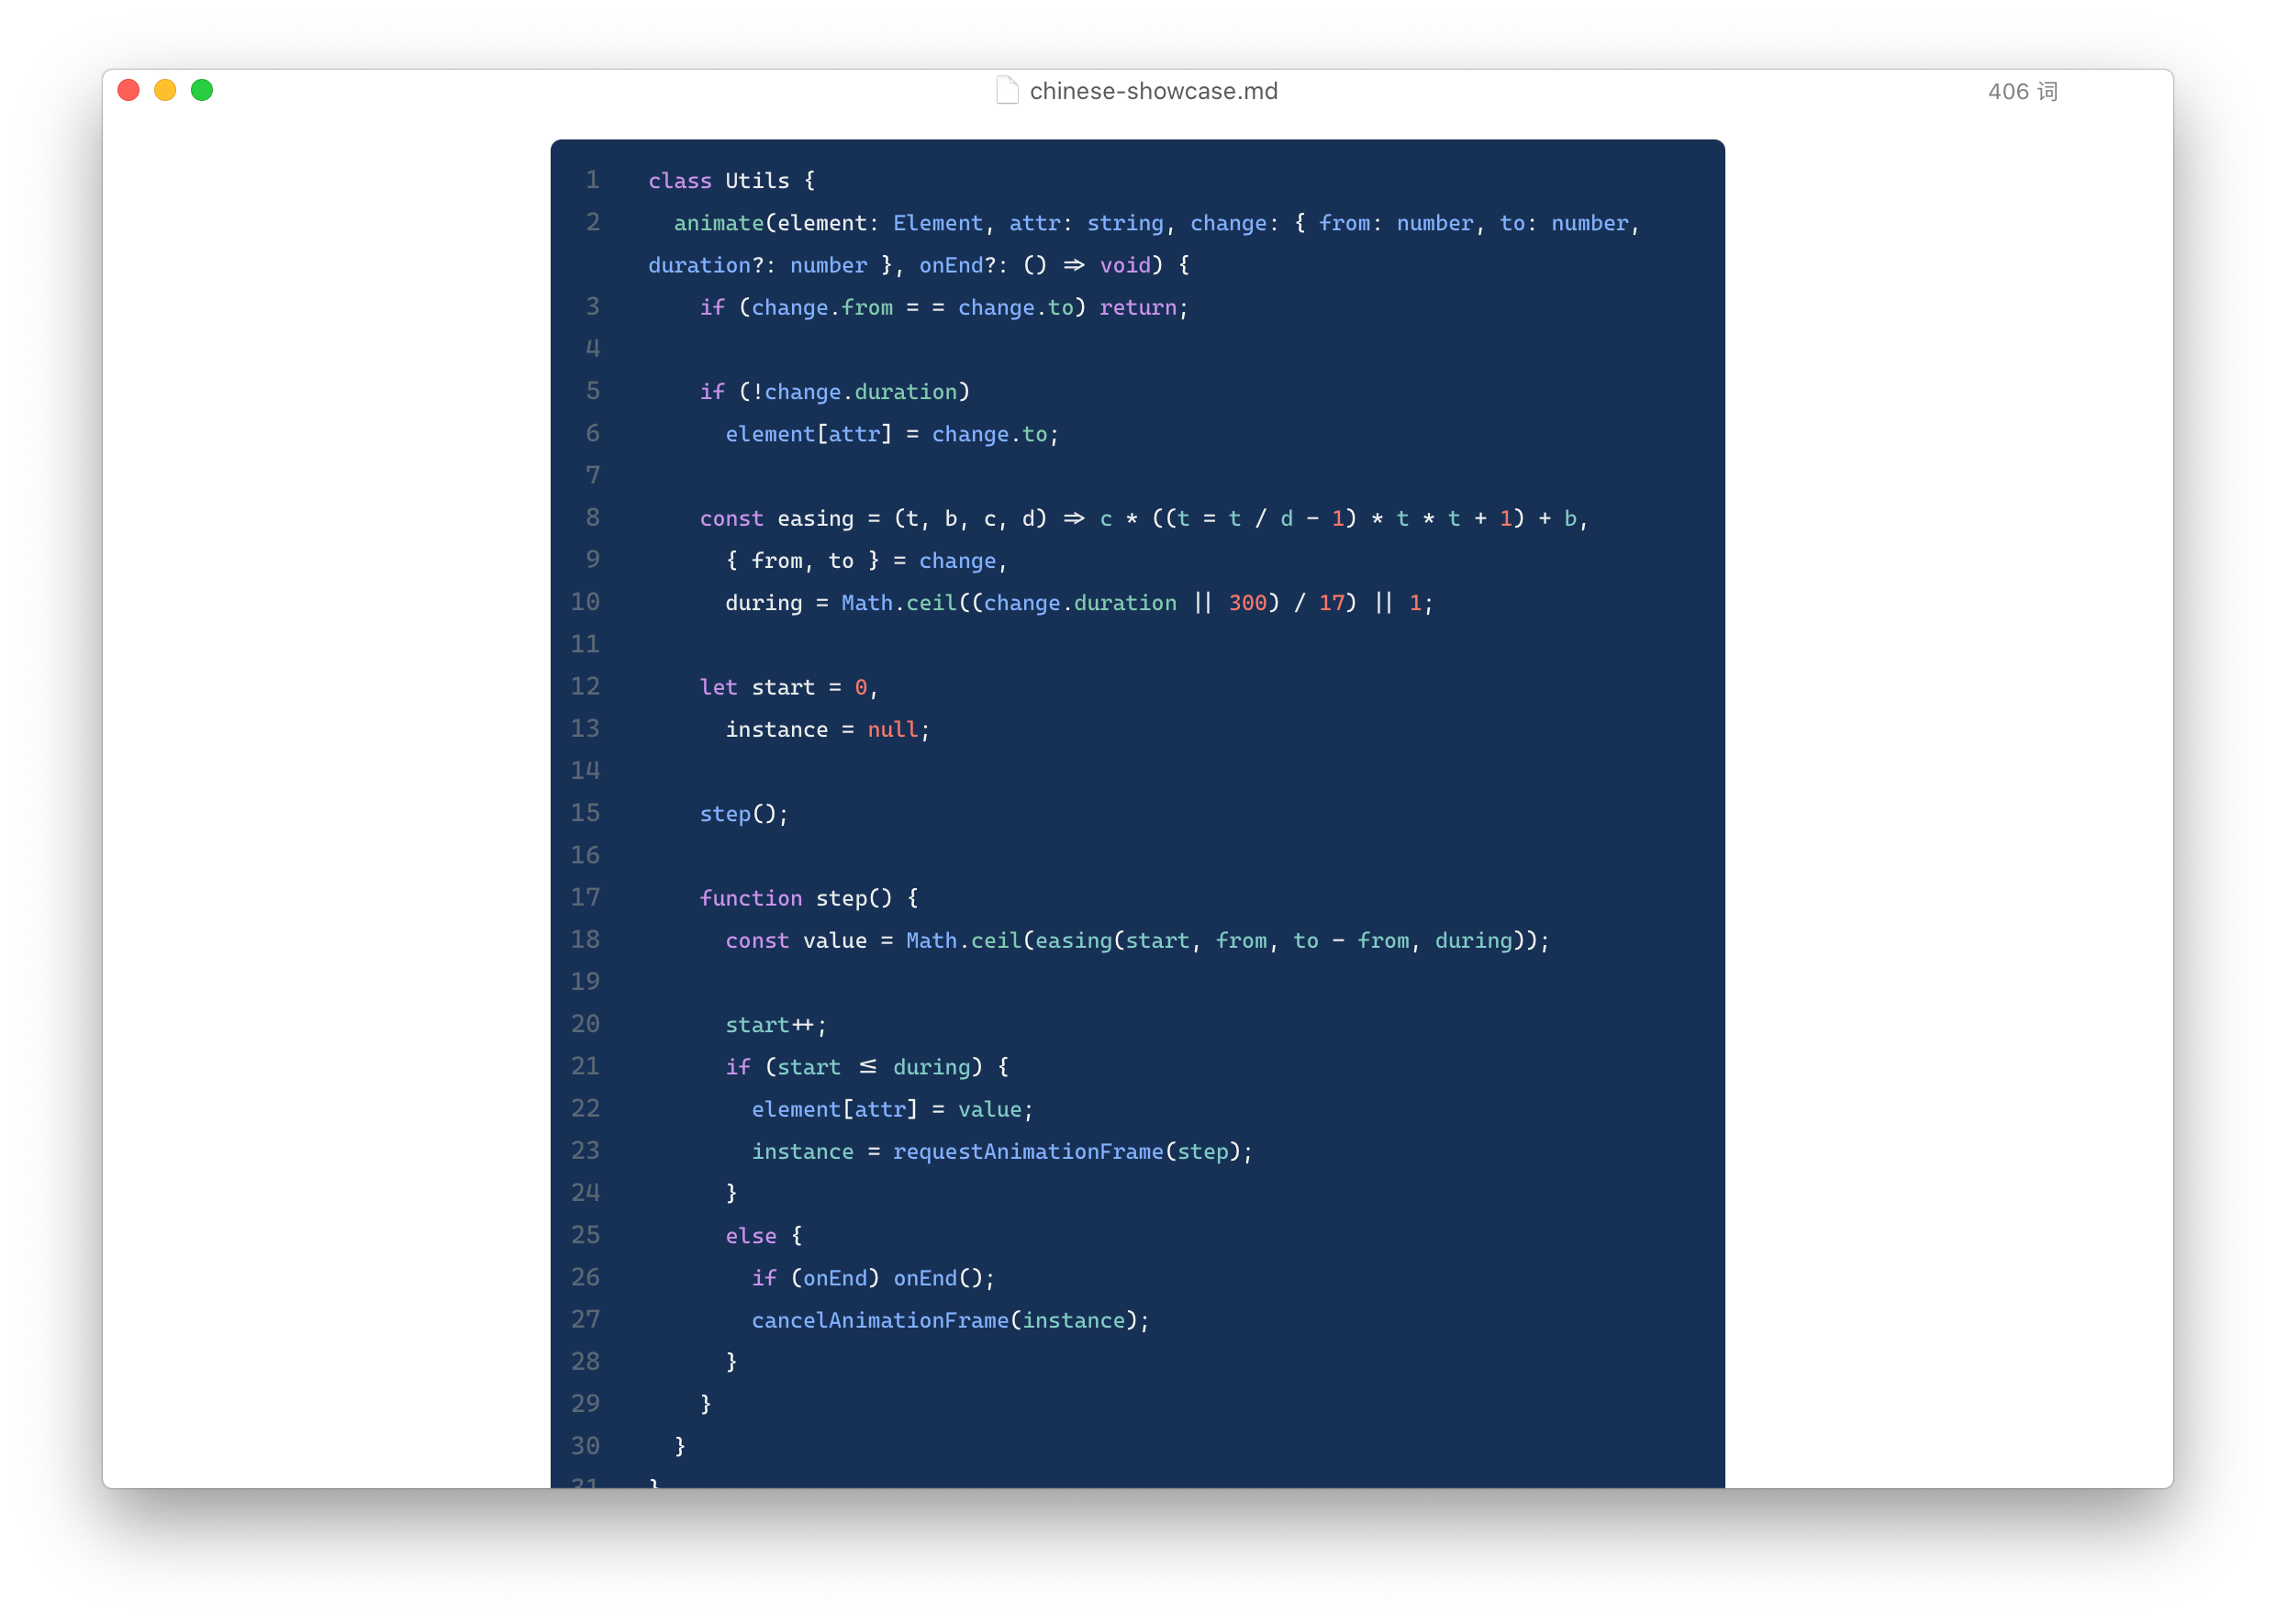 chinese-showcase.md
406 词
1 class Utils {
2 animate(element: Element, attr: string, change: { from: number, to: number,
duration?: number }, onEnd?: () => void) {
3 if (change.from = = change.to) return;
4
5 if (!change.duration)
6 element[attr] = change.to;
7
8 const easing = (t, b, c, d) => c * ((t = t / d - 1) * t * t + 1) + b,
9 { from, to } = change,
10 during = Math.ceil((change.duration || 300) / 17) || 1;
11
12 let start = 0,
13 instance = null;
14
15 step();
16
17 function step() {
18 const value = Math.ceil(easing(start, from, to - from, during));
19
20 start++;
21 if (start <= during) {
22 element[attr] = value;
23 instance = requestAnimationFrame(step);
24 }
25 else {
26 if (onEnd) onEnd();
27 cancelAnimationFrame(instance);
28 }
29 }
30 }
31 }